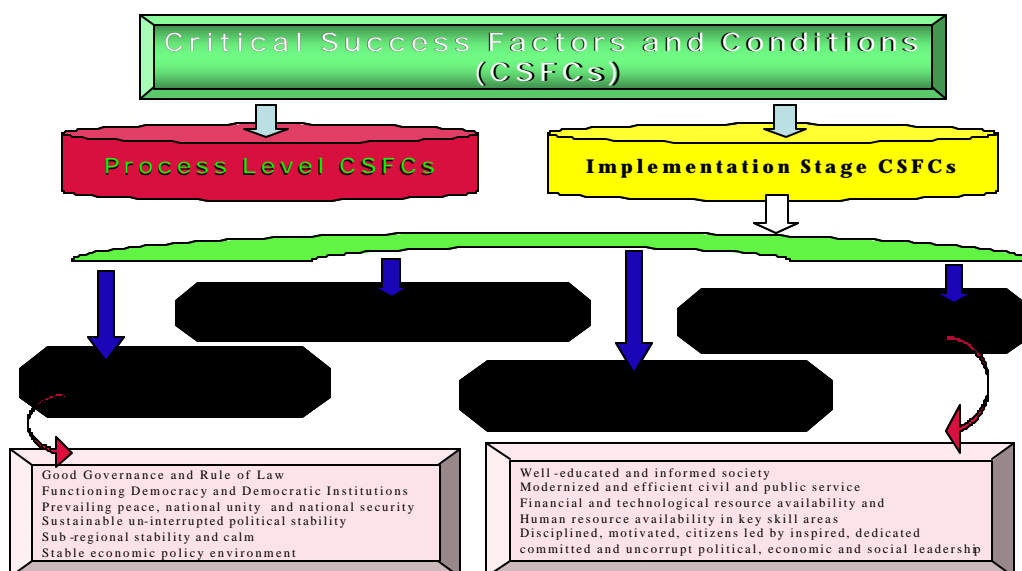 Critical Success Factors and Conditions
(CSFCs)
Process Level CSFCs
Implementation Stage CSFCs
Good Governance and Rule of Law
Functioning Democracy and Democratic Institutions
Prevailing peace, national unity and national security
Sustainable un-interrupted political stability
Sub-regional stability and calm
Stable economic policy environment
Well-educated and informed society
Modernized and efficient civil and public service
Financial and technological resource availability and
Human resource availability in key skill areas
Disciplined, motivated, citizens led by inspired, dedicated
committed and uncorrupt political, economic and social leadership